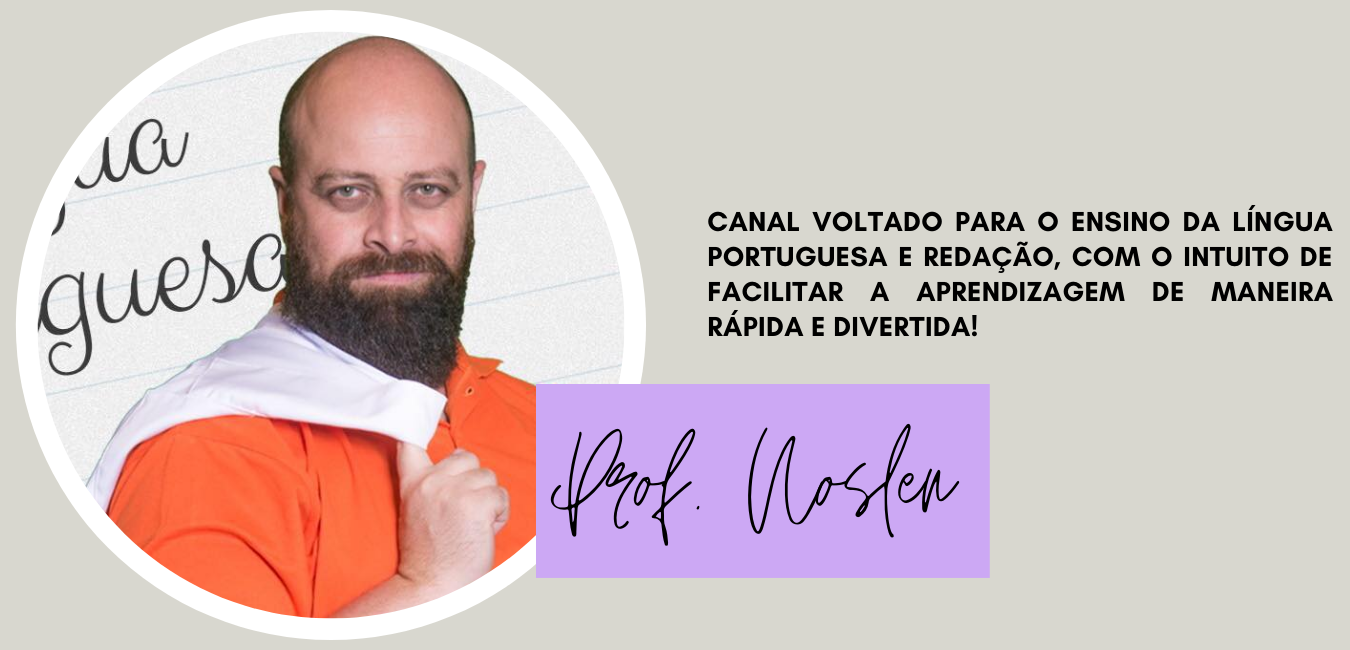 guesa
CANAL VOLTADO PARA O ENSINO DA LÍNGUA
PORTUGUESA E REDAÇÃO, COM O INTUITO DE
FACILITAR A APRENDIZAGEM DE MANEIRA
RÁPIDA E DIVERTIDA!
Prof. Noslen